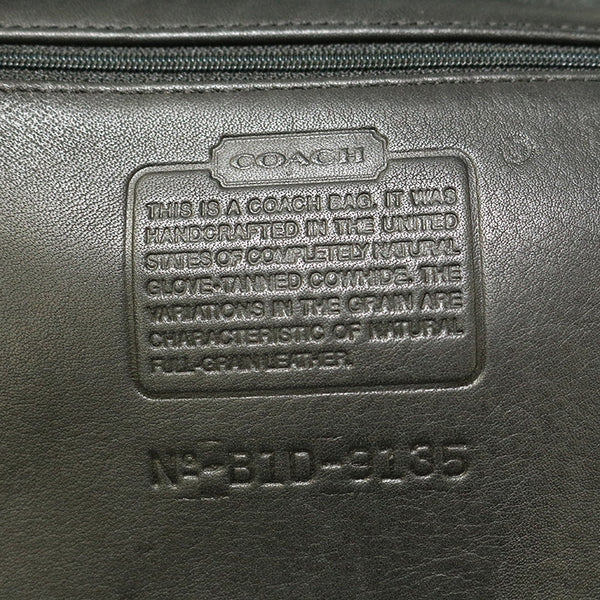 COACH
THIS IS A COACH BAG. IT WAS
HANDCRAFTED IN THE UNITED
STATES OF COMPLETELY NATURAL
GLOVE-TANNED COWHIDE. THE
VARIATIONS IN THE GRAIN ARE
CHARACTERISTIC OF NATURAL
FULL-GRAIN LEATHER.
Nº-B1D-9135